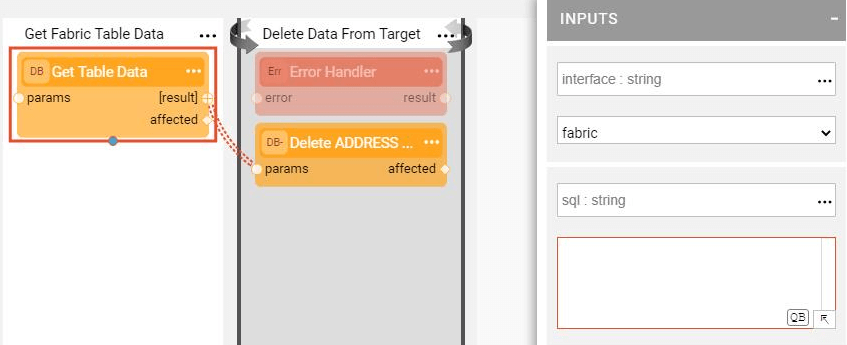 Get Fabric Table Data ...
DB Get Table Data ...
params [result]
affected
Delete Data From Target ...
Err Error Handler ...
error result
DB- Delete ADDRESS ... ...
params affected
INPUTS -
interface : string ...
fabric
sql : string ...
QB